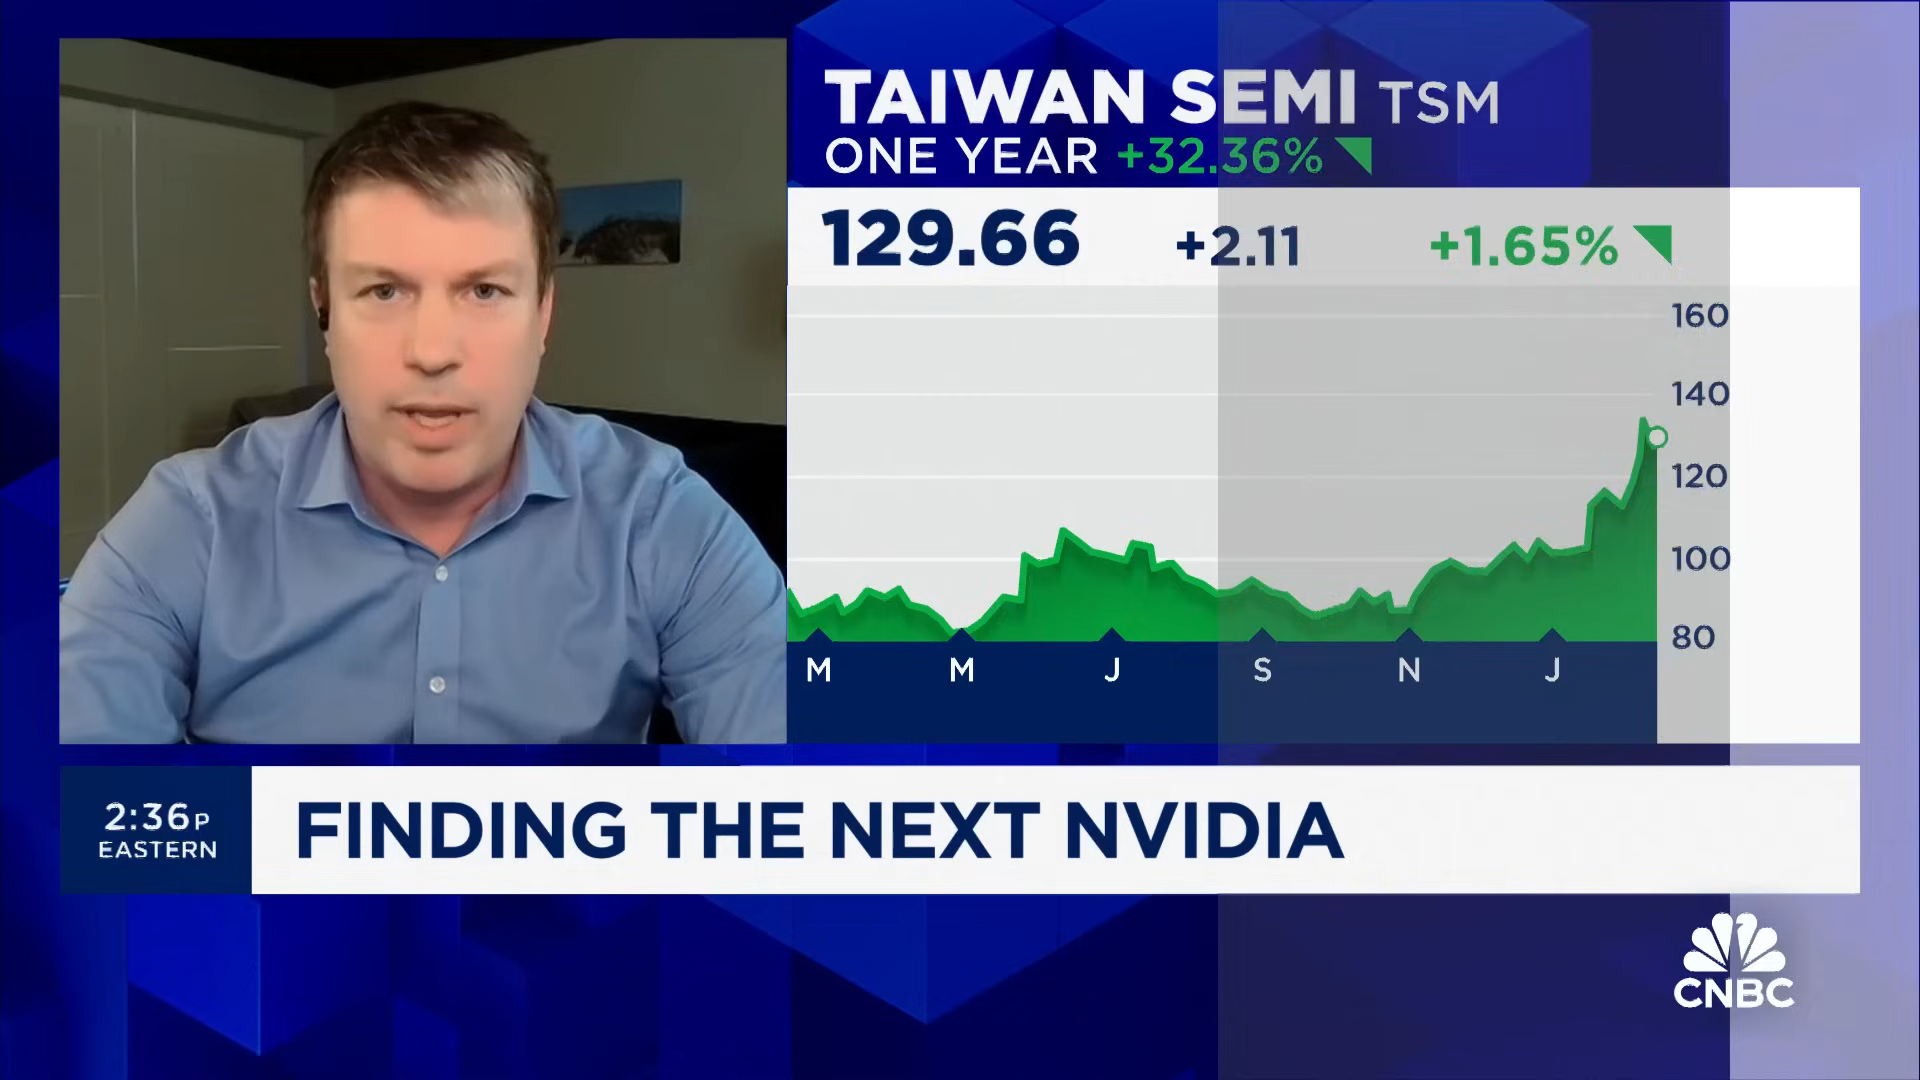 TAIWAN SEMI TSM
ONE YEAR +32.36%
129.66 +2.11 +1.65%
160
140
120
100
80
M M J S N J
2:36P
EASTERN
FINDING THE NEXT NVIDIA
CNBC